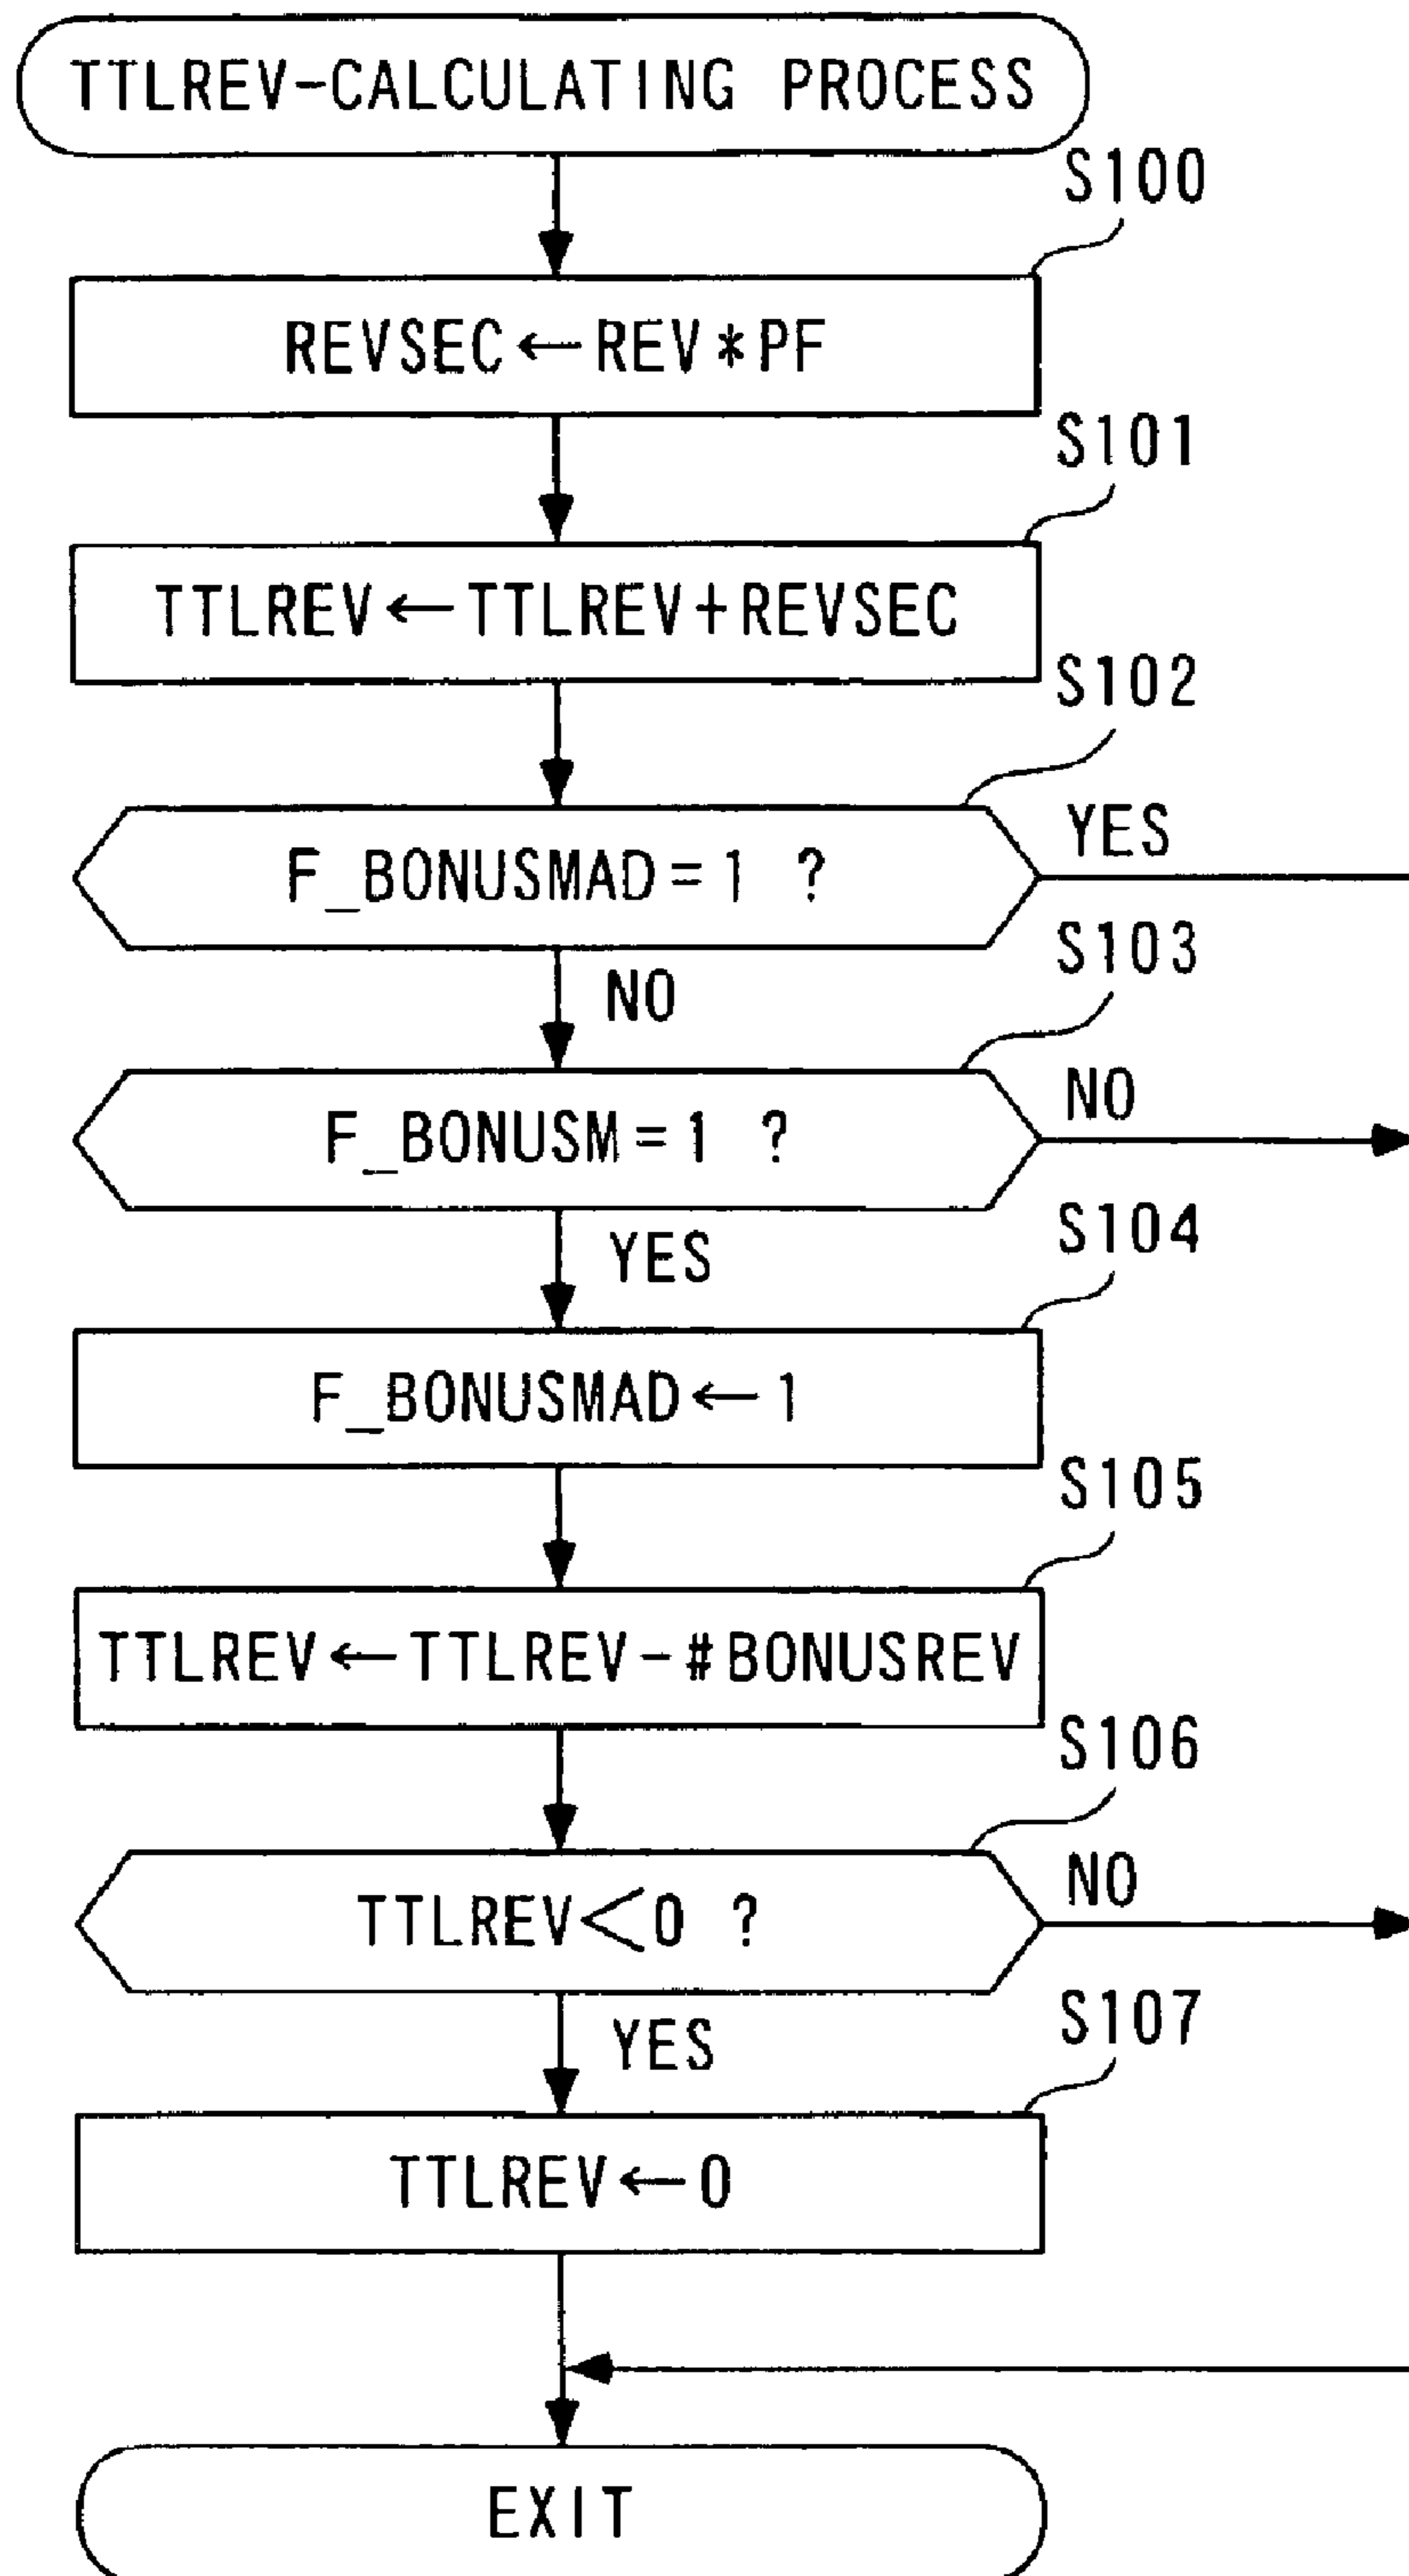 TTLREV-CALCULATING PROCESS
S100
REVSEC←REV*PF
S101
TTLREV←TTLREV+REVSEC
S102
F_BONUSMAD=1 ?
YES
NO
S103
F_BONUSM=1 ?
NO
YES
S104
F_BONUSMAD←1
S105
TTLREV←TTLREV-#BONUSREV
S106
TTLREV<0 ?
NO
YES
S107
TTLREV←0
EXIT